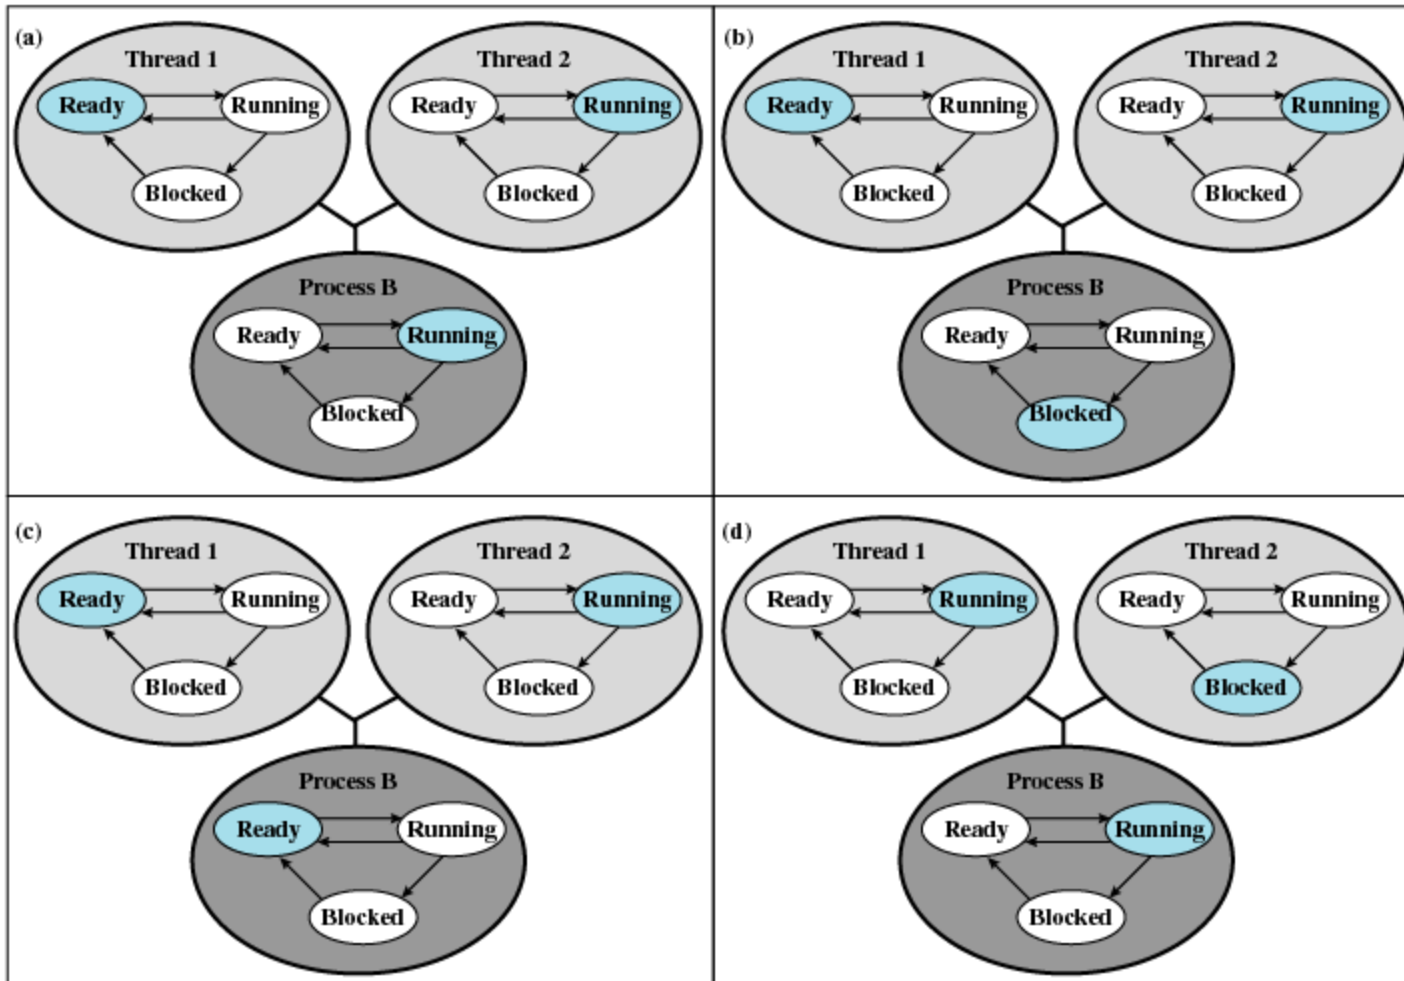 (a)
Thread 1
Ready Running
Blocked
Thread 2
Ready Running
Blocked
Process B
Ready Running
Blocked
(b)
Thread 1
Ready Running
Blocked
Thread 2
Ready Running
Blocked
Process B
Ready Running
Blocked
(c)
Thread 1
Ready Running
Blocked
Thread 2
Ready Running
Blocked
Process B
Ready Running
Blocked
(d)
Thread 1
Ready Running
Blocked
Thread 2
Ready Running
Blocked
Process B
Ready Running
Blocked